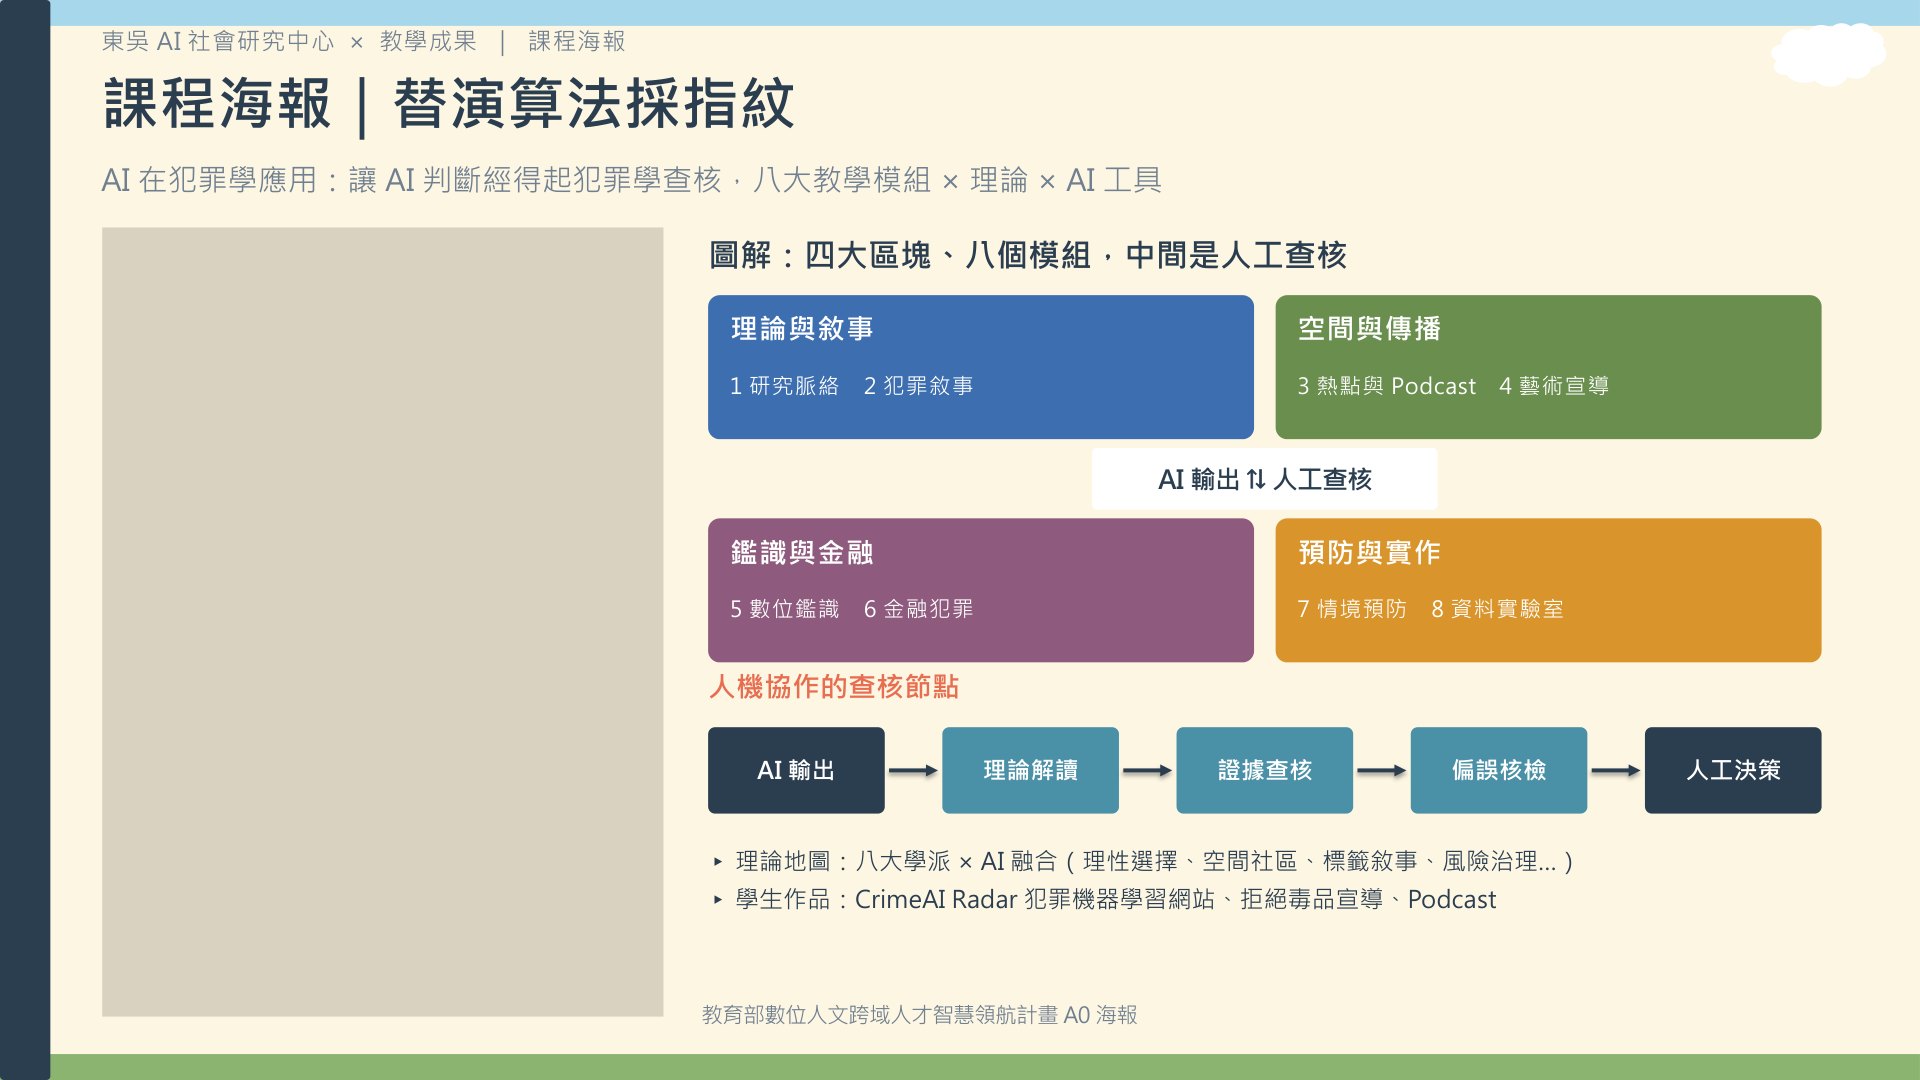 東吳 AI 社會研究中心 × 教學成果 ｜ 課程海報
課程海報｜替演算法採指紋
AI 在犯罪學應用：讓 AI 判斷經得起犯罪學查核，八大教學模組 × 理論 × AI 工具
圖解：四大區塊、八個模組，中間是人工查核
理論與敘事
1 研究脈絡　2 犯罪敘事
空間與傳播
3 熱點與 Podcast　4 藝術宣導
AI 輸出 ⇅ 人工查核
鑑識與金融
5 數位鑑識　6 金融犯罪
預防與實作
7 情境預防　8 資料實驗室
人機協作的查核節點
AI 輸出
理論解讀
證據查核
偏誤核檢
人工決策
▸ 理論地圖：八大學派 × AI 融合（理性選擇、空間社區、標籤敘事、風險治理…）
▸ 學生作品：CrimeAI Radar 犯罪機器學習網站、拒絕毒品宣導、Podcast
教育部數位人文跨域人才智慧領航計畫 A0 海報